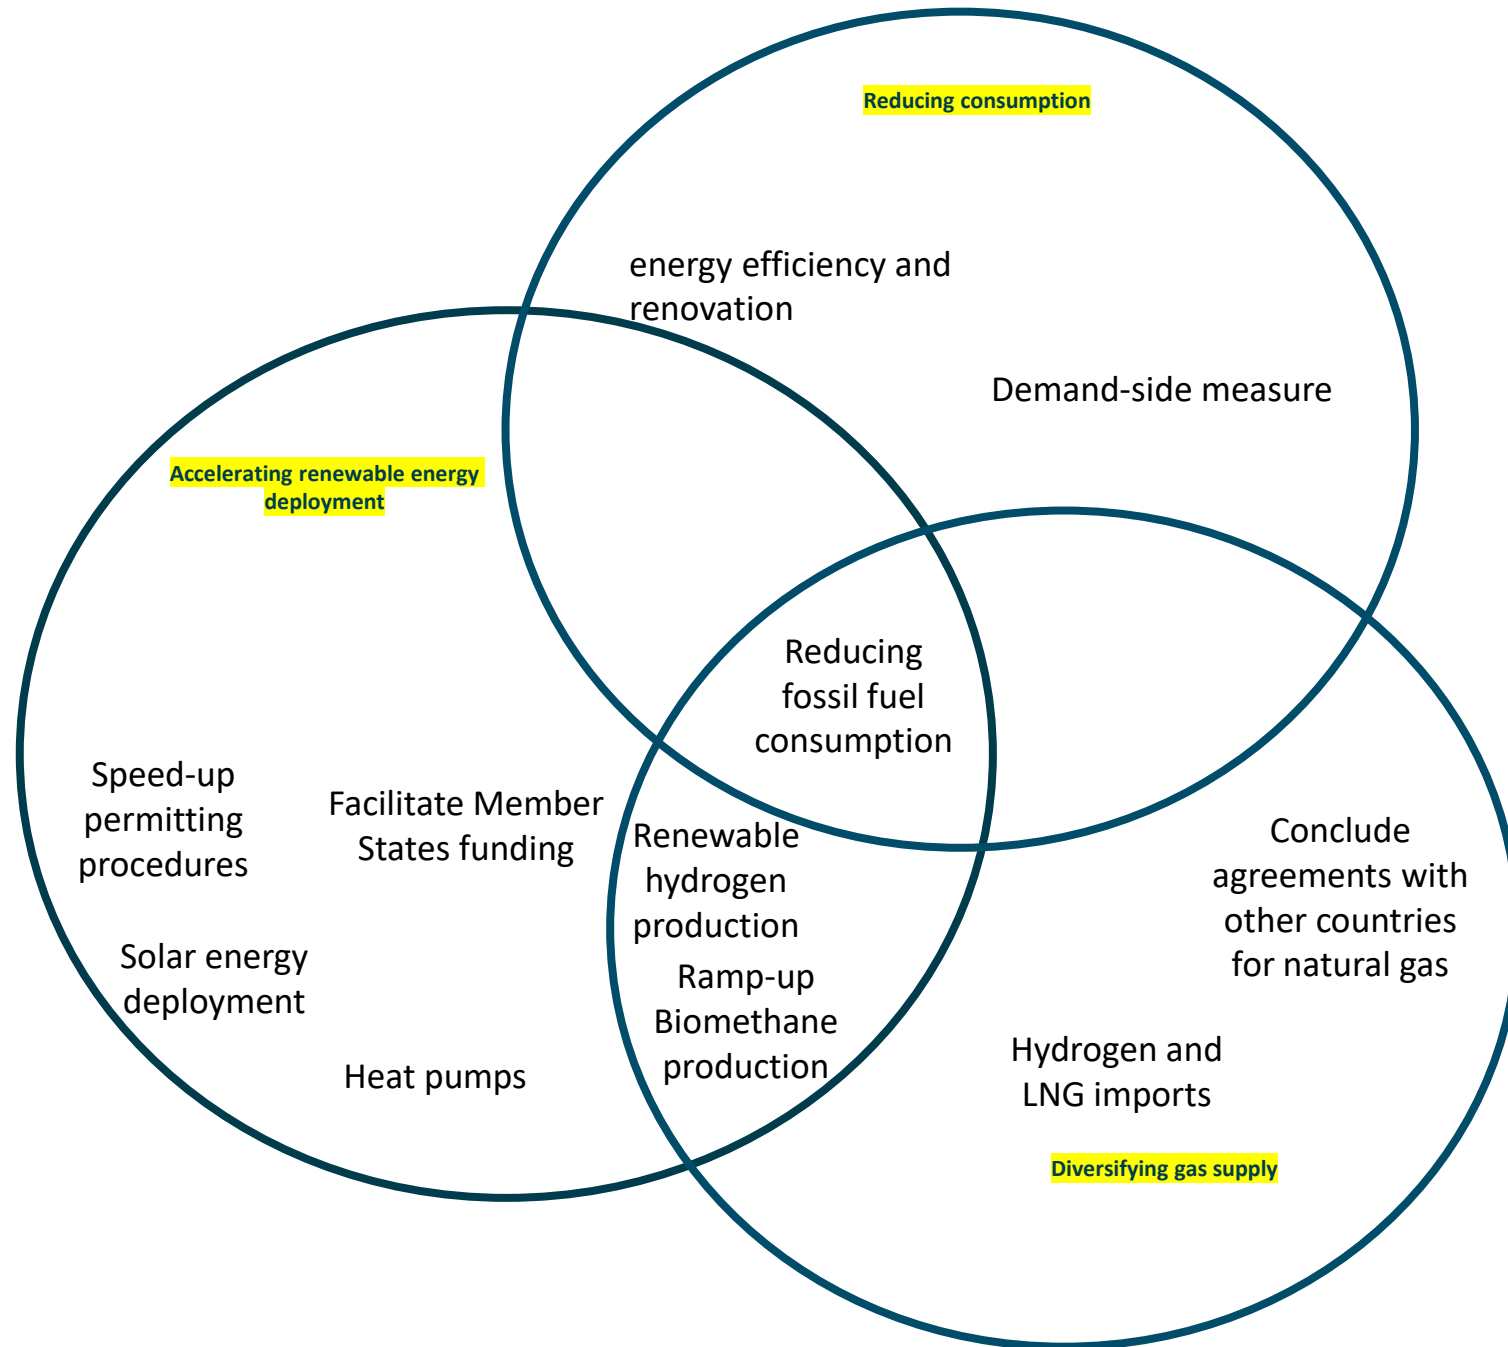 Reducing consumption
energy efficiency and
renovation
Demand-side measure
Accelerating renewable energy
deployment
Reducing
fossil fuel
consumption
Speed-up
permitting
procedures
Facilitate Member
States funding
Renewable
hydrogen
production
Conclude
agreements with
other countries
for natural gas
Solar energy
deployment
Ramp-up
Biomethane
production
Heat pumps
Hydrogen and
LNG imports
Diversifying gas supply